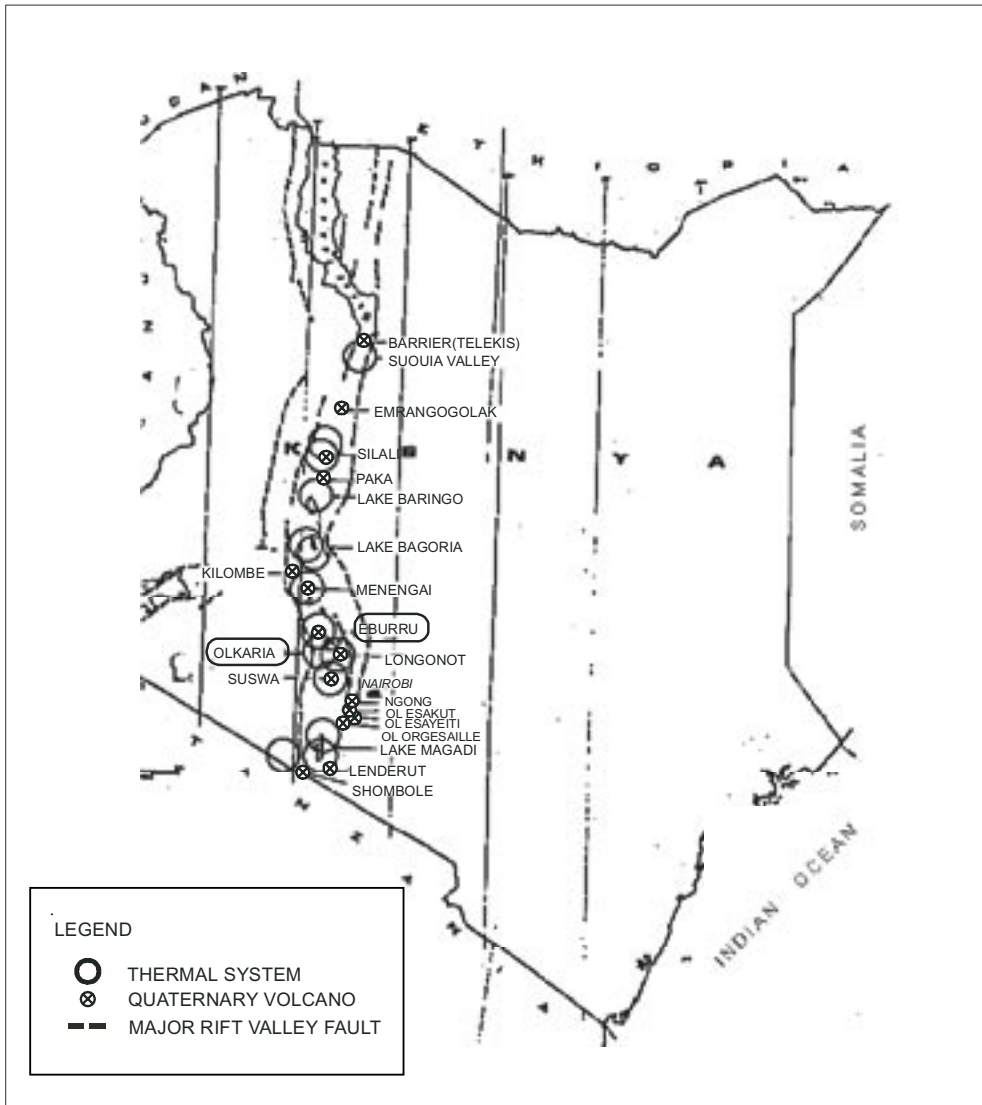 ETHIOPIA
BARRIER(TELEKIS)
SUOUIA VALLEY
EMRANGOGOLAK
KENYA
SILALI
PAKA
LAKE BARINGO
LAKE BAGORIA
KILOMBE
MENENGAI
EBURRU
OLKARIA
LONGONOT
SUSWA
NAIROBI
NGONG
OL ESAKUT
OL ESAYEITI
OL ORGESAILLE
LAKE MAGADI
LENDERUT
SHOMBOLE
SOMALIA
INDIAN OCEAN
LEGEND
THERMAL SYSTEM
QUATERNARY VOLCANO
MAJOR RIFT VALLEY FAULT